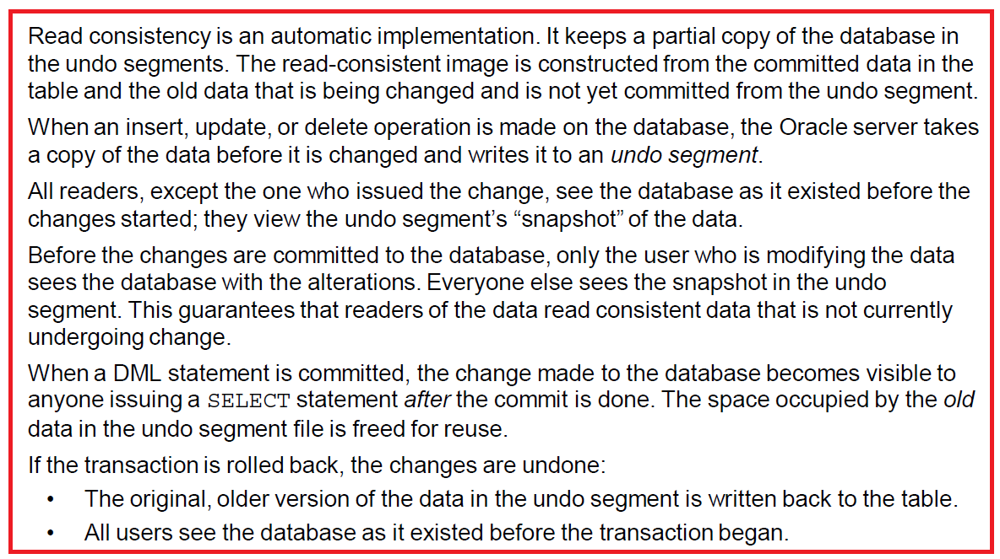 Read consistency is an automatic implementation. It keeps a partial copy of the database in
the undo segments. The read-consistent image is constructed from the committed data in the
table and the old data that is being changed and is not yet committed from the undo segment.
When an insert, update, or delete operation is made on the database, the Oracle server takes
a copy of the data before it is changed and writes it to an undo segment.
All readers, except the one who issued the change, see the database as it existed before the
changes started; they view the undo segment’s “snapshot” of the data.
Before the changes are committed to the database, only the user who is modifying the data
sees the database with the alterations. Everyone else sees the snapshot in the undo
segment. This guarantees that readers of the data read consistent data that is not currently
undergoing change.
When a DML statement is committed, the change made to the database becomes visible to
anyone issuing a SELECT statement after the commit is done. The space occupied by the old
data in the undo segment file is freed for reuse.
If the transaction is rolled back, the changes are undone:
• The original, older version of the data in the undo segment is written back to the table.
• All users see the database as it existed before the transaction began.